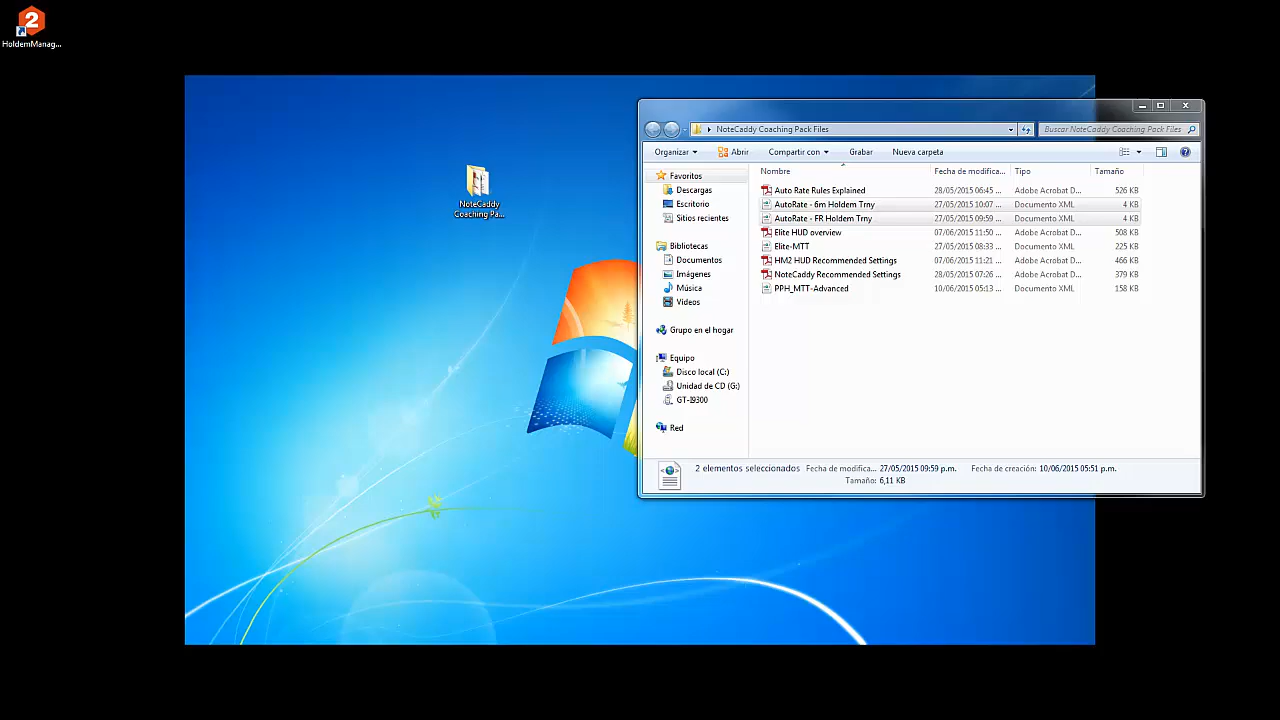 2
HoldemManag...
NoteCaddy
Coaching Pa...
NoteCaddy Coaching Pack Files
Buscar NoteCaddy Coaching Pack Files
Organizar Abrir Compartir con Grabar Nueva carpeta
Nombre Fecha de modifica... Tipo Tamaño
Favoritos
Descargas
Escritorio
Sitios recientes
Bibliotecas
Documentos
Imágenes
Música
Vídeos
Grupo en el hogar
Equipo
Disco local (C:)
Unidad de CD (G:)
GT-I9300
Red
Auto Rate Rules Explained 28/05/2015 06:45 ... Adobe Acrobat D... 526 KB
AutoRate - 6m Holdem Trny 27/05/2015 10:07 ... Documento XML 4 KB
AutoRate - FR Holdem Trny 27/05/2015 09:59 ... Documento XML 4 KB
Elite HUD overview 07/06/2015 11:50 ... Adobe Acrobat D... 508 KB
Elite-MTT 27/05/2015 08:33 ... Documento XML 225 KB
HM2 HUD Recommended Settings 07/06/2015 11:21 ... Adobe Acrobat D... 466 KB
NoteCaddy Recommended Settings 28/05/2015 07:26 ... Adobe Acrobat D... 379 KB
PPH_MTT-Advanced 10/06/2015 05:13 ... Documento XML 158 KB
2 elementos seleccionados Fecha de modifica... 27/05/2015 09:59 p.m. Fecha de creación: 10/06/2015 05:51 p.m.
Tamaño: 6,11 KB